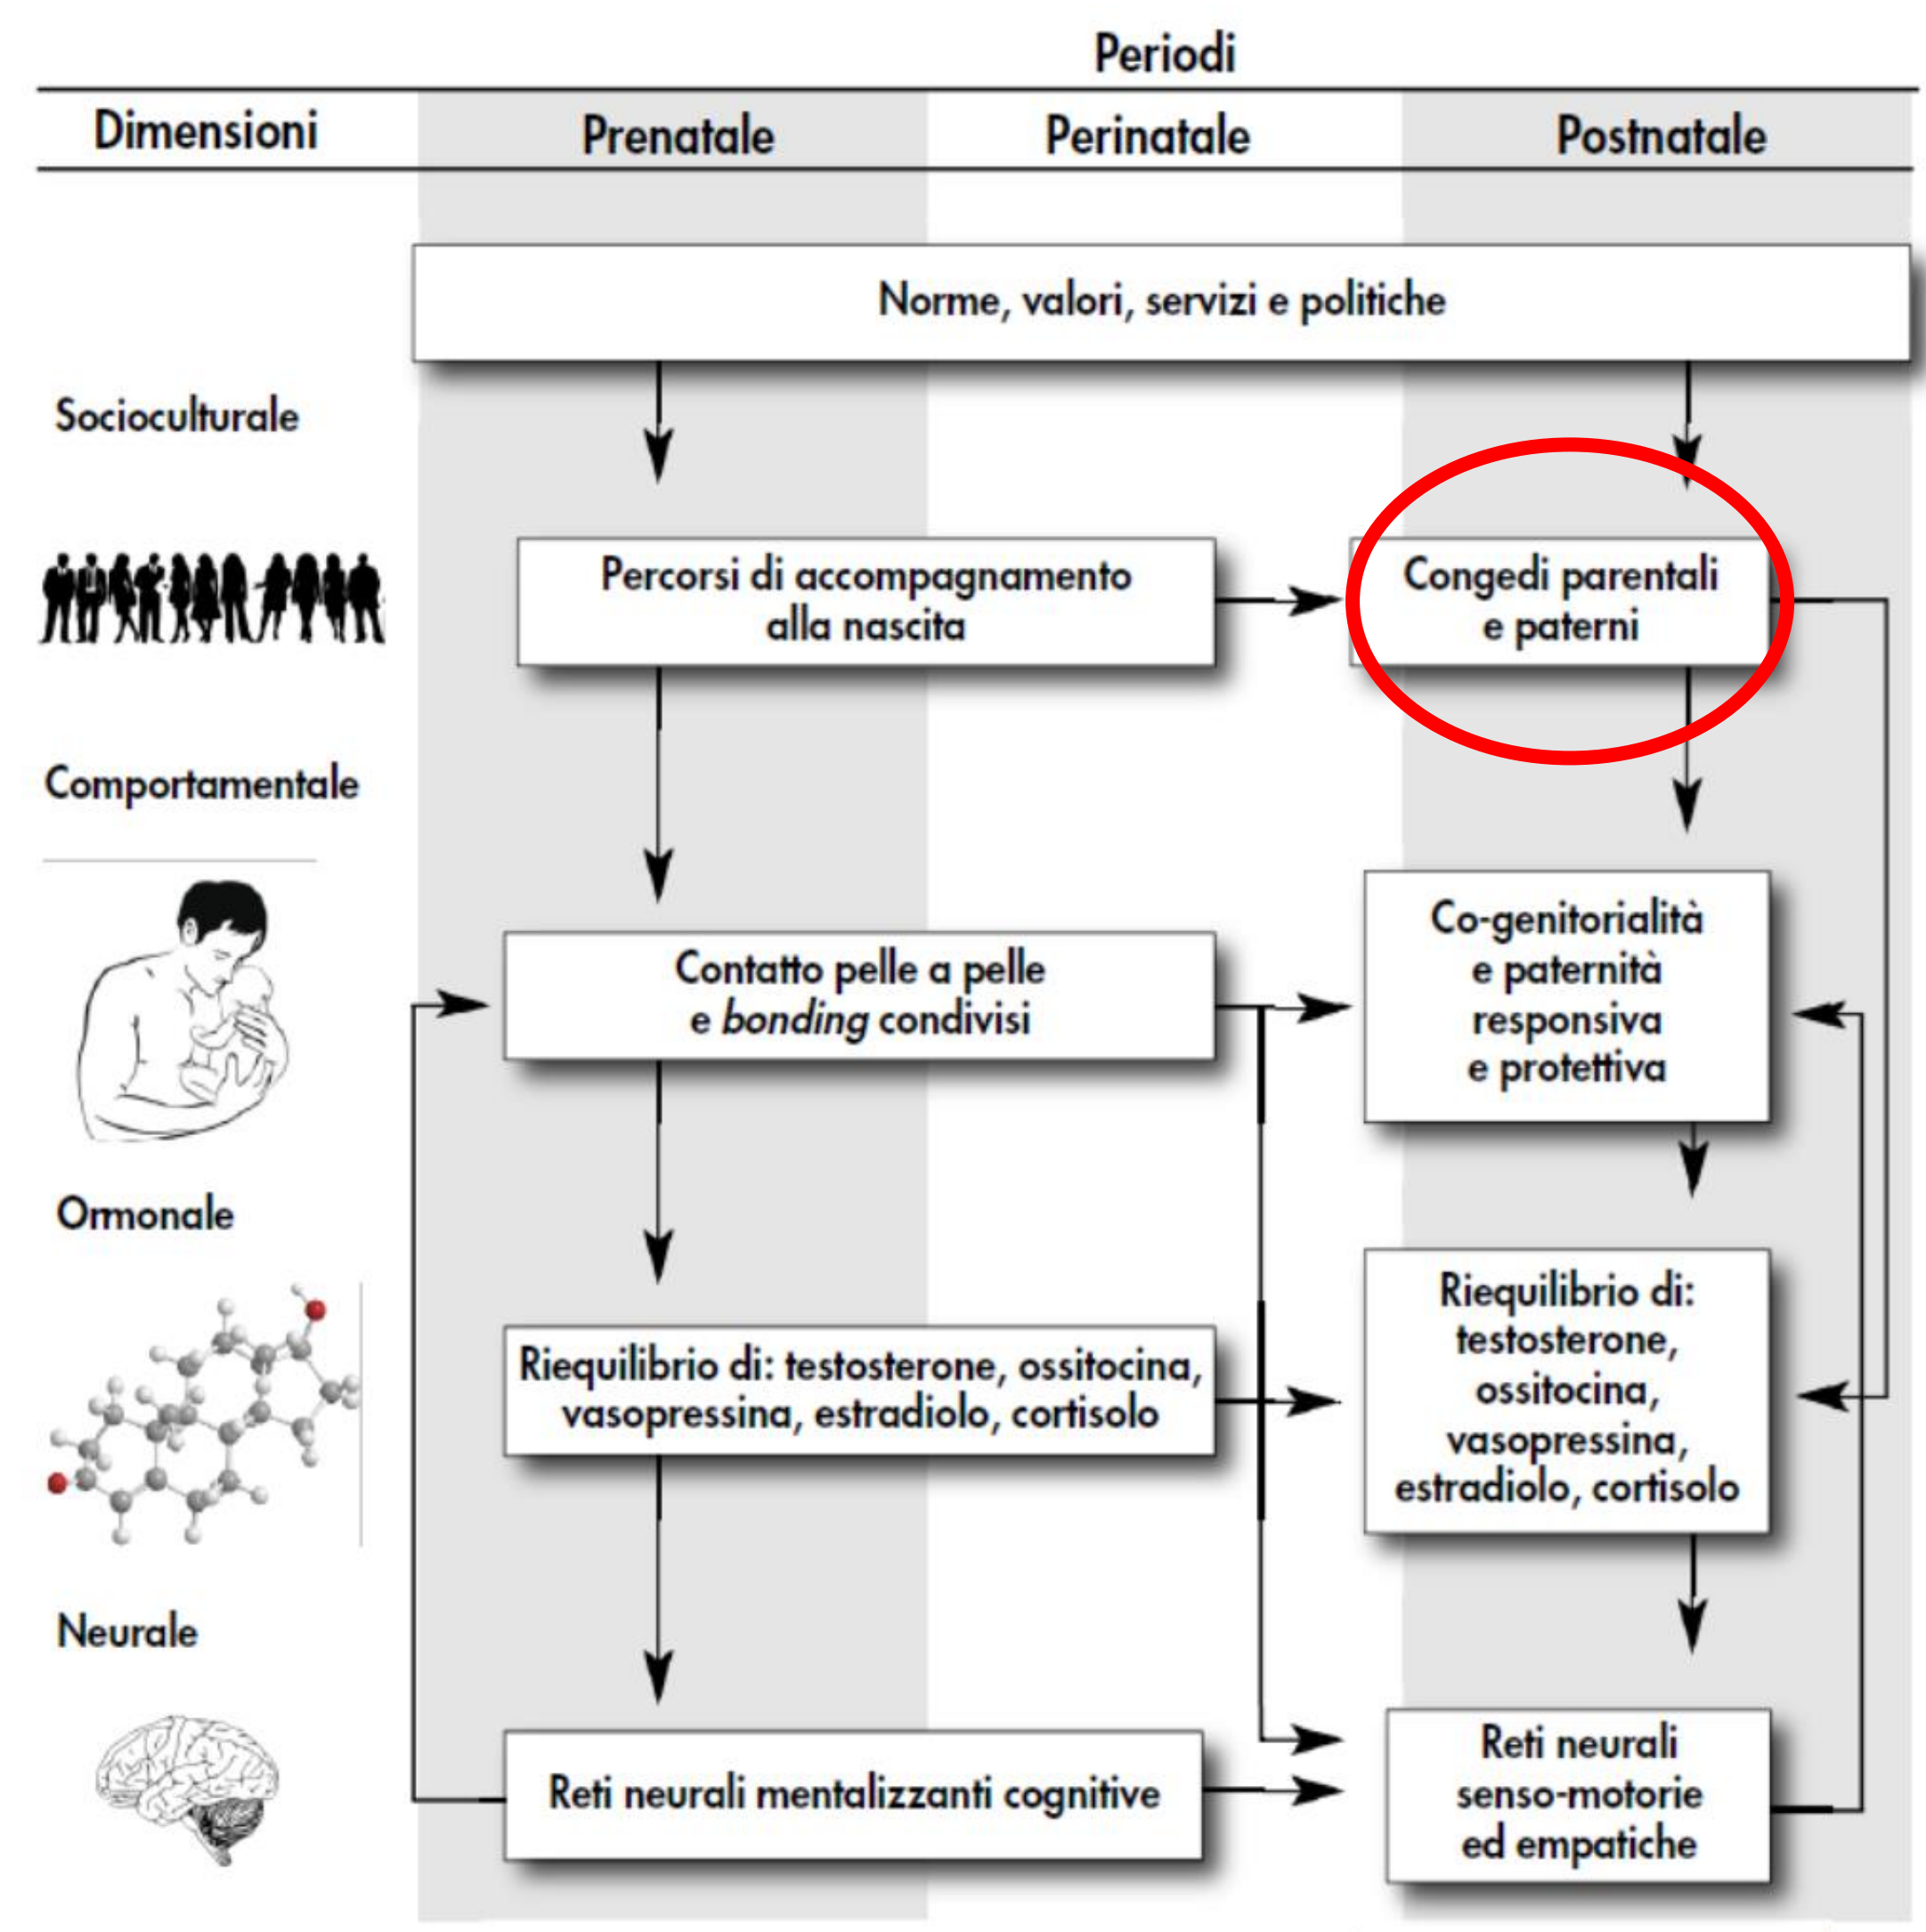 Periodi
Dimensioni
Prenatale
Perinatale
Postnatale
Norme, valori, servizi e politiche
Socioculturale
Percorsi di accompagnamento
alla nascita
Congedi parentali
e paterni
Comportamentale
Contatto pelle a pelle
e bonding condivisi
Co-genitorialità
e paternità
responsiva
e protettiva
Ormonale
Riequilibrio di: testosterone, ossitocina,
vasopressina, estradiolo, cortisolo
Riequilibrio di:
testosterone,
ossitocina,
vasopressina,
estradiolo, cortisolo
Neurale
Reti neurali mentalizzanti cognitive
Reti neurali
senso-motorie
ed empatiche